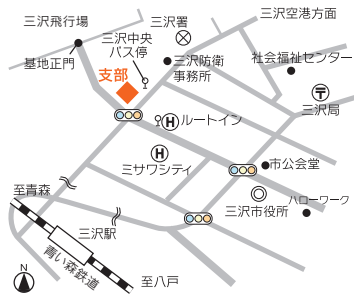 三沢飛行場
三沢署
三沢空港方面
三沢中央
バス停
基地正門
三沢防衛
事務所
社会福祉センター
支部
三沢局
ルートイン
ミサワシティ
市公会堂
ハローワーク
三沢市役所
至青森
三沢駅
青い森鉄道
至八戸
N
H
H